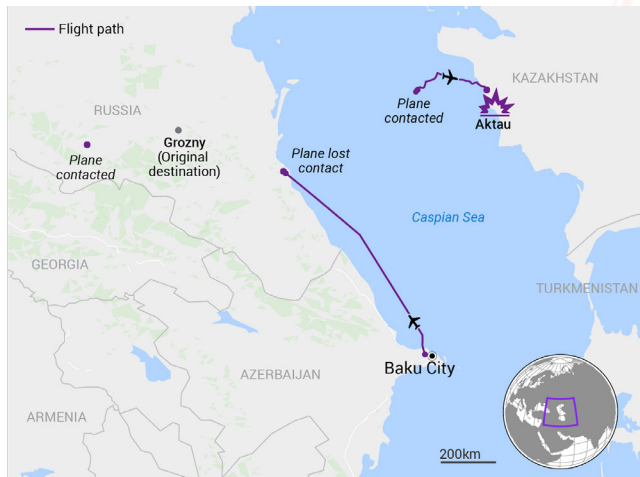 Flight path
KAZAKHSTAN
Plane
contacted
Aktau
RUSSIA
Grozny
(Original
destination)
Plane
contacted
Plane lost
contact
Caspian Sea
GEORGIA
TURKMENISTAN
Baku City
AZERBAIJAN
ARMENIA
200km